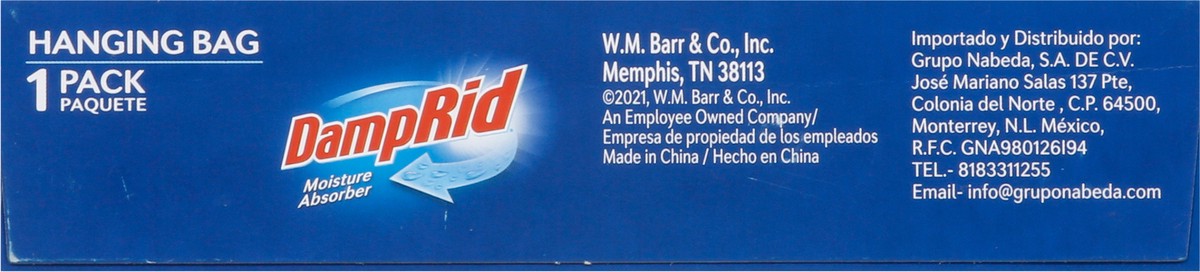 HANGING BAG
1 PACK
PAQUETE
DampRid
Moisture
Absorber
W.M. Barr & Co., Inc.
Memphis, TN 38113
©2021, W.M. Barr & Co., Inc.
An Employee Owned Company/
Empresa de propiedad de los empleados
Made in China / Hecho en China
Importado y Distribuido por:
Grupo Nabeda, S.A. DE C.V.
José Mariano Salas 137 Pte,
Colonia del Norte , C.P. 64500,
Monterrey, N.L. México,
R.F.C. GNA980126I94
TEL.- 8183311255
Email- info@gruponabeda.com